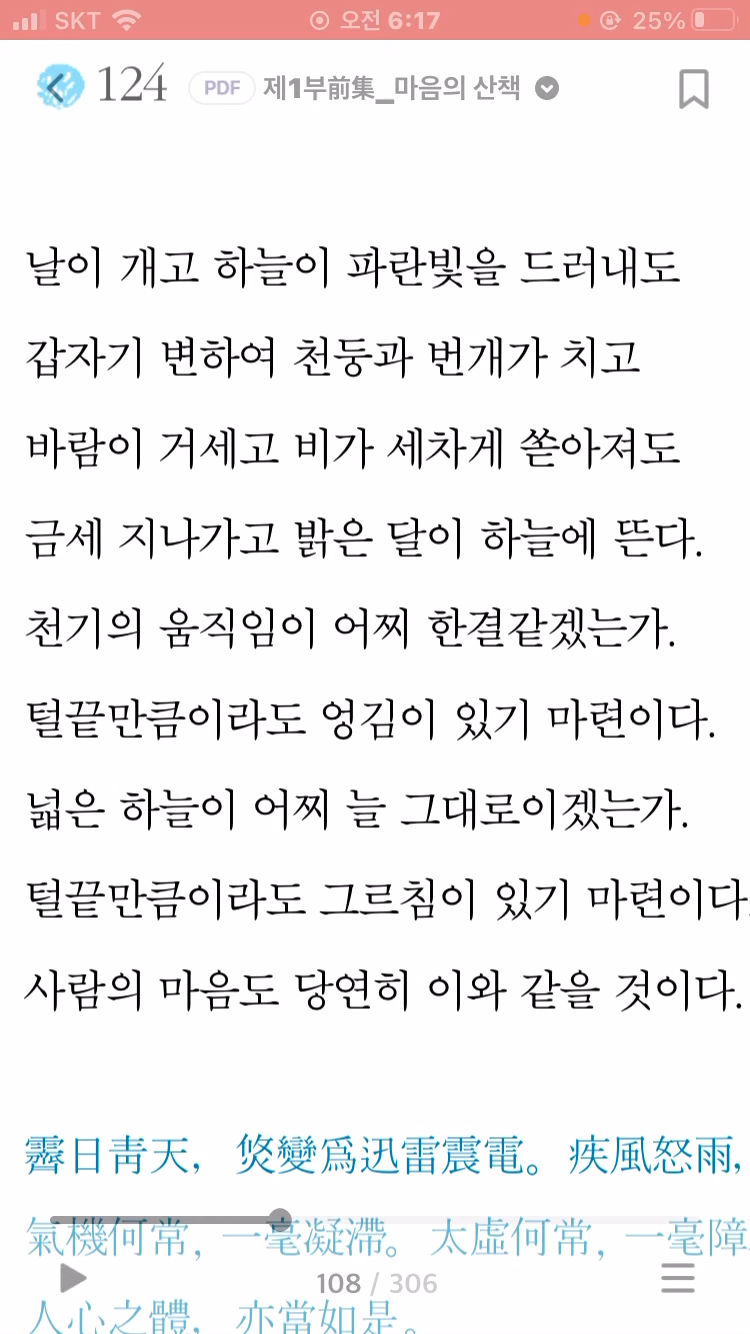 SKT 오전 6:17 25%
124 PDF 제1부前集_마음의 산책
날이 개고 하늘이 파란빛을 드러내도
갑자기 변하여 천둥과 번개가 치고
바람이 거세고 비가 세차게 쏟아져도
금세 지나가고 밝은 달이 하늘에 뜬다.
천기의 움직임이 어찌 한결같겠는가.
털끝만큼이라도 엉김이 있기 마련이다.
넓은 하늘이 어찌 늘 그대로이겠는가.
털끝만큼이라도 그르침이 있기 마련이다.
사람의 마음도 당연히 이와 같을 것이다.
霽日靑天, 焂變爲迅雷震電。疾風怒雨,
氣機何常, 一毫凝滯。太虛何常, 一毫障
108 / 306
人心之體, 亦當如是。